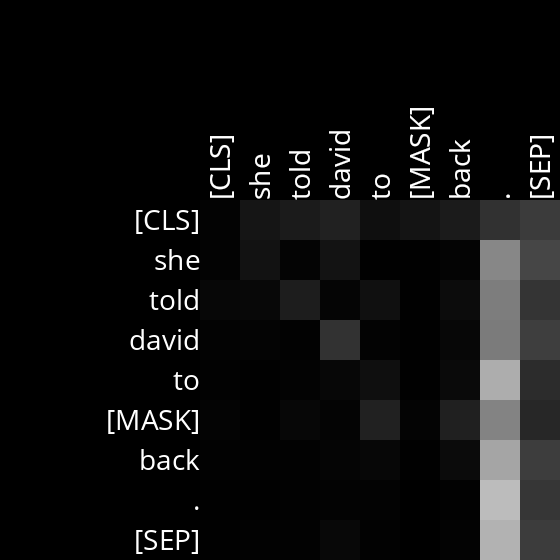 [CLS] she told david to [MASK] back . [SEP]
[CLS]
she
told
david
to
[MASK]
back
.
[SEP]